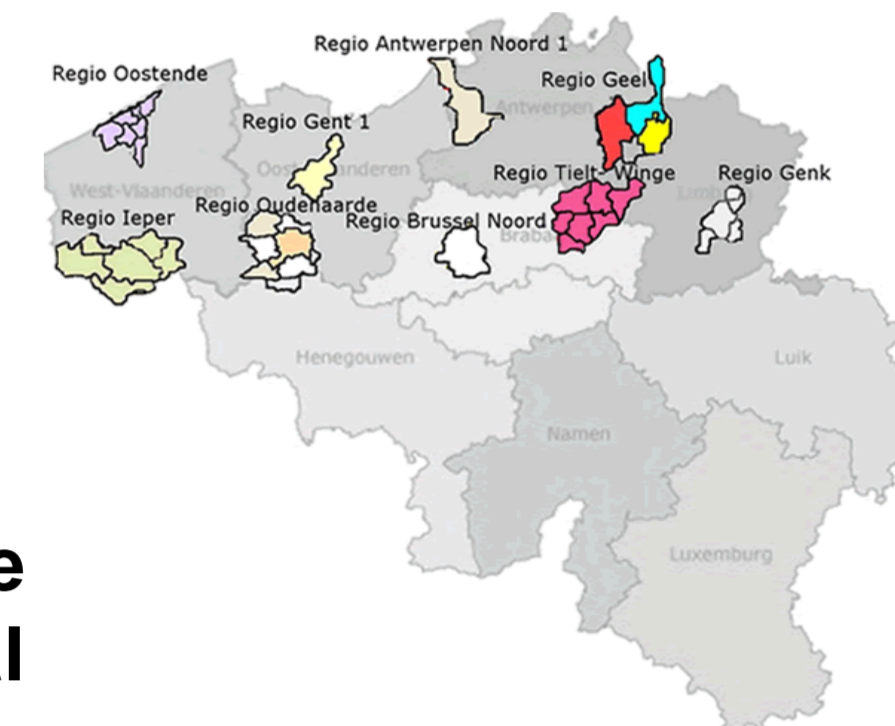 Regio Antwerpen Noord 1
Regio Oostende
Regio Geel
Antwerpen
Regio Gent 1
Regio Tielt- Winge
Regio Genk
West-Vlaanderen
Regio Oudenaarde
Regio Ieper
Regio Brussel Noord
Henegouwen
Luik
Namen
Luxemburg
e